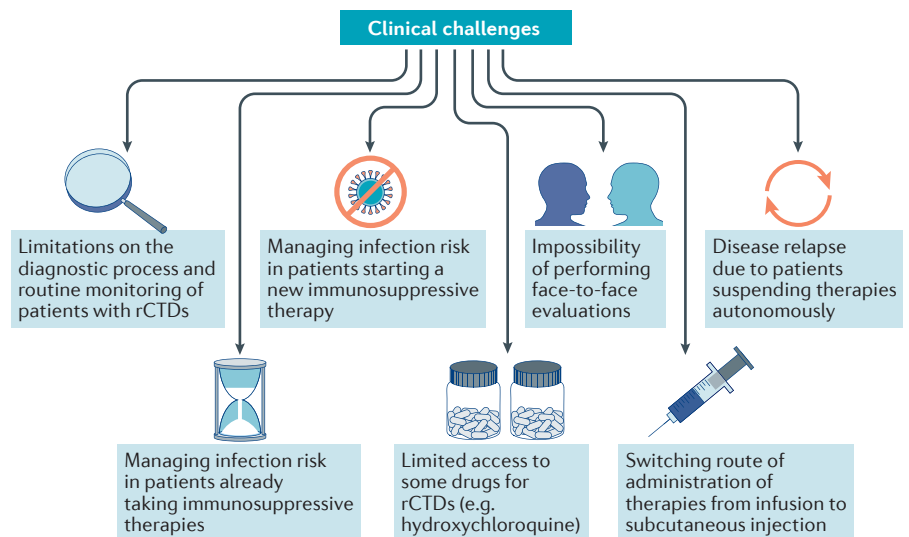 Clinical challenges
Limitations on the
diagnostic process and
routine monitoring of
patients with rCTDs
Managing infection risk
in patients starting a
new immunosuppressive
therapy
Impossibility
of performing
face-to-face
evaluations
Disease relapse
due to patients
suspending therapies
autonomously
Managing infection risk
in patients already
taking immunosuppressive
therapies
Limited access to
some drugs for
rCTDs (e.g.
hydroxychloroquine)
Switching route of
administration of
therapies from infusion to
subcutaneous injection